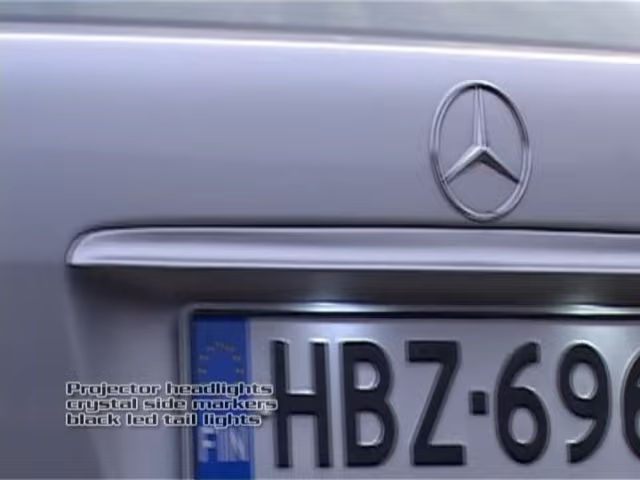 HBZ-696
Projector headlights
crystal side markers
black led tail lights
FIN